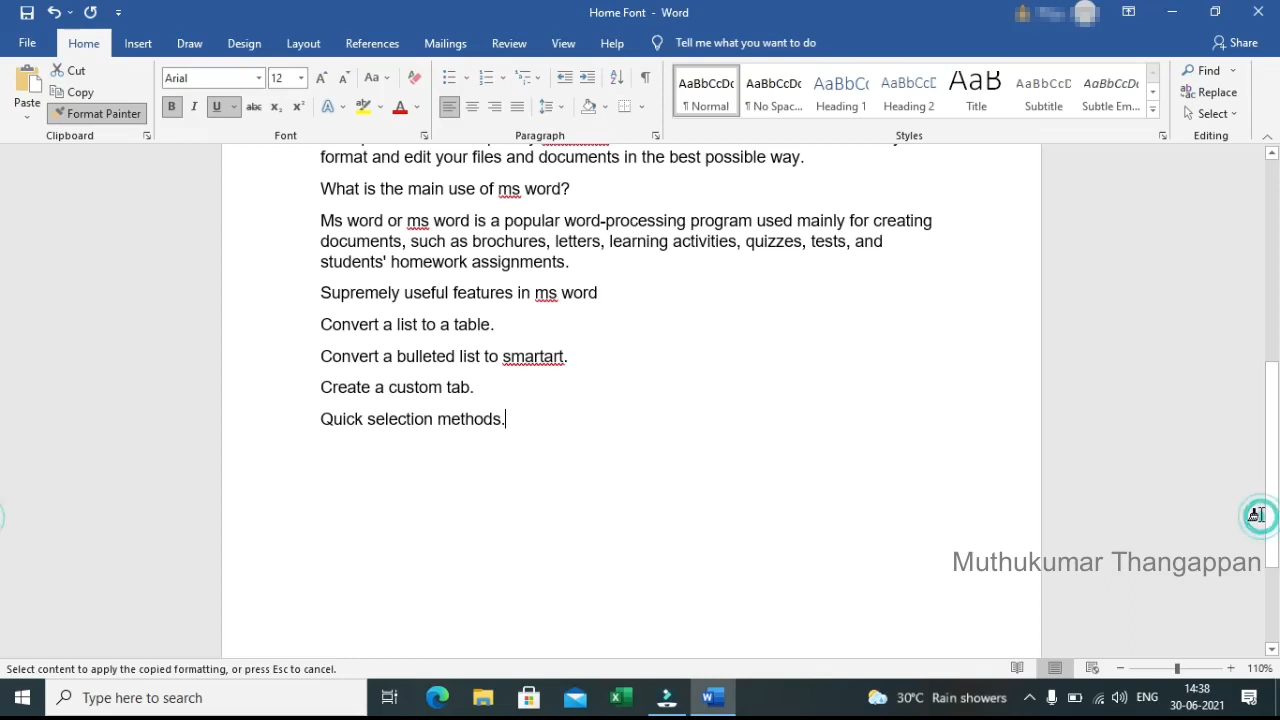 Home Font - Word
File Home Insert Draw Design Layout References Mailings Review View Help Tell me what you want to do Share
Paste
Cut
Copy
Format Painter
Clipboard
Arial 12 Aa
B I U abc x₂ x² A A
Font
Paragraph
AaBbCcDc AaBbCcDc AaBbCc AaBbCcD AaB AaBbCcD AaBbCcDc
¶ Normal ¶ No Spac... Heading 1 Heading 2 Title Subtitle Subtle Em...
Styles
Find
Replace
Select
Editing
format and edit your files and documents in the best possible way.
What is the main use of ms word?
Ms word or ms word is a popular word-processing program used mainly for creating
documents, such as brochures, letters, learning activities, quizzes, tests, and
students' homework assignments.
Supremely useful features in ms word
Convert a list to a table.
Convert a bulleted list to smartart.
Create a custom tab.
Quick selection methods.
Muthukumar Thangappan
Select content to apply the copied formatting, or press Esc to cancel.
110%
Type here to search
30°C Rain showers
ENG
14:38
30-06-2021